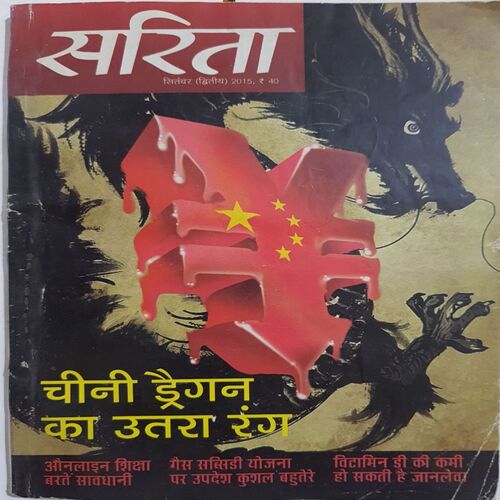 सरिता
सितंबर (द्वितीय) 2015, ₹ 40
चीनी ड्रैगन
का उतरा रंग
औनलाइन शिक्षा
बरतें सावधानी
गैस सब्सिडी योजना
पर उपदेश कुशल बहुतेरे
विटामिन डी की कमी
हो सकती है जानलेवा